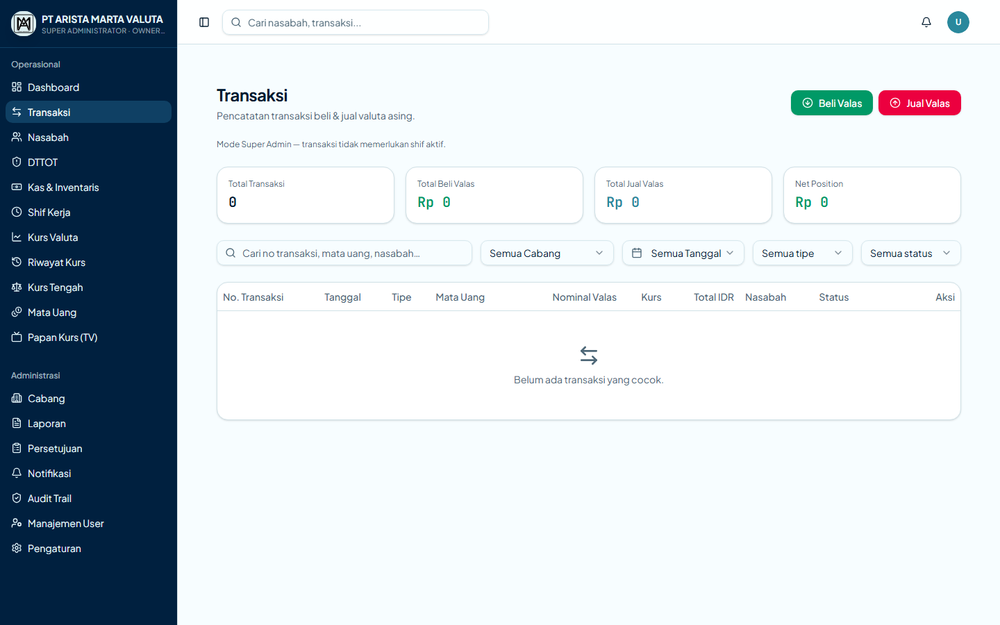 PT ARISTA MARTA VALUTA
SUPER ADMINISTRATOR · OWNER...
Cari nasabah, transaksi...
U
Operasional
Dashboard
Transaksi
Nasabah
DTTOT
Kas & Inventaris
Shif Kerja
Kurs Valuta
Riwayat Kurs
Kurs Tengah
Mata Uang
Papan Kurs (TV)
Administrasi
Cabang
Laporan
Persetujuan
Notifikasi
Audit Trail
Manajemen User
Pengaturan
Transaksi
Pencatatan transaksi beli & jual valuta asing.
Beli Valas
Jual Valas
Mode Super Admin — transaksi tidak memerlukan shif aktif.
Total Transaksi
0
Total Beli Valas
Rp 0
Total Jual Valas
Rp 0
Net Position
Rp 0
Cari no transaksi, mata uang, nasabah...
Semua Cabang
Semua Tanggal
Semua tipe
Semua status
No. Transaksi Tanggal Tipe Mata Uang Nominal Valas Kurs Total IDR Nasabah Status Aksi
Belum ada transaksi yang cocok.